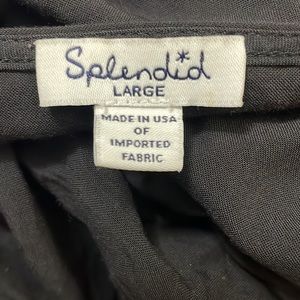 Splendid
LARGE
MADE IN USA
OF
IMPORTED
FABRIC